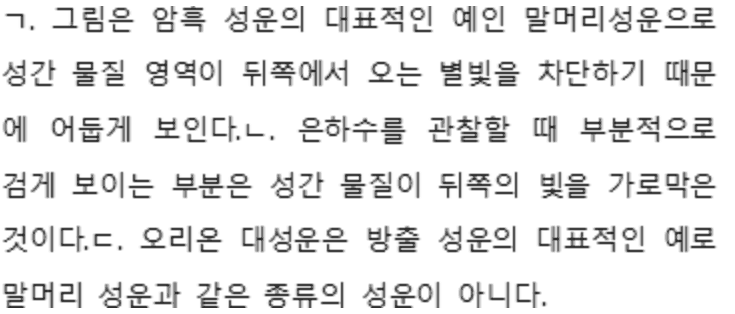 ㄱ. 그림은 암흑 성운의 대표적인 예인 말머리성운으로
성간 물질 영역이 뒤쪽에서 오는 별빛을 차단하기 때문
에 어둡게 보인다.ㄴ. 은하수를 관찰할 때 부분적으로
검게 보이는 부분은 성간 물질이 뒤쪽의 빛을 가로막은
것이다.ㄷ. 오리온 대성운은 방출 성운의 대표적인 예로
말머리 성운과 같은 종류의 성운이 아니다.